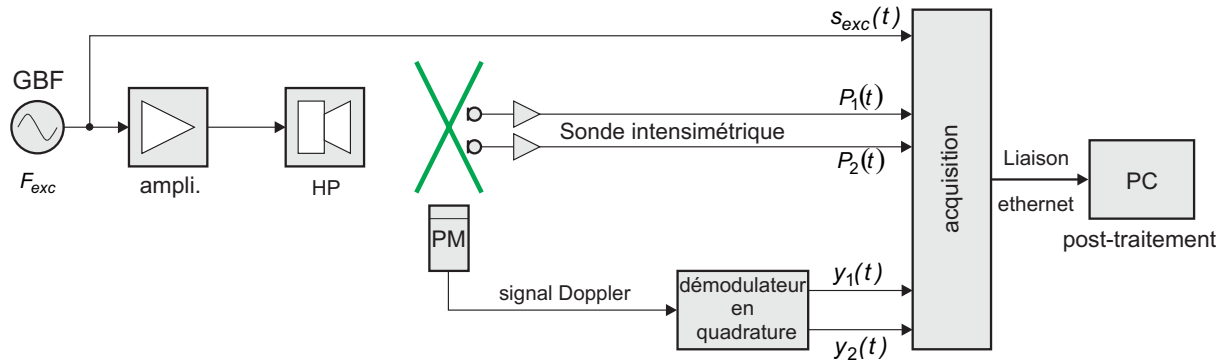 s_exc(t)
GBF
F_exc
ampli.
HP
P_1(t)
Sonde intensimétrique
P_2(t)
PM
signal Doppler
démodulateur
en
quadrature
y_1(t)
y_2(t)
acquisition
Liaison
ethernet
PC
post-traitement